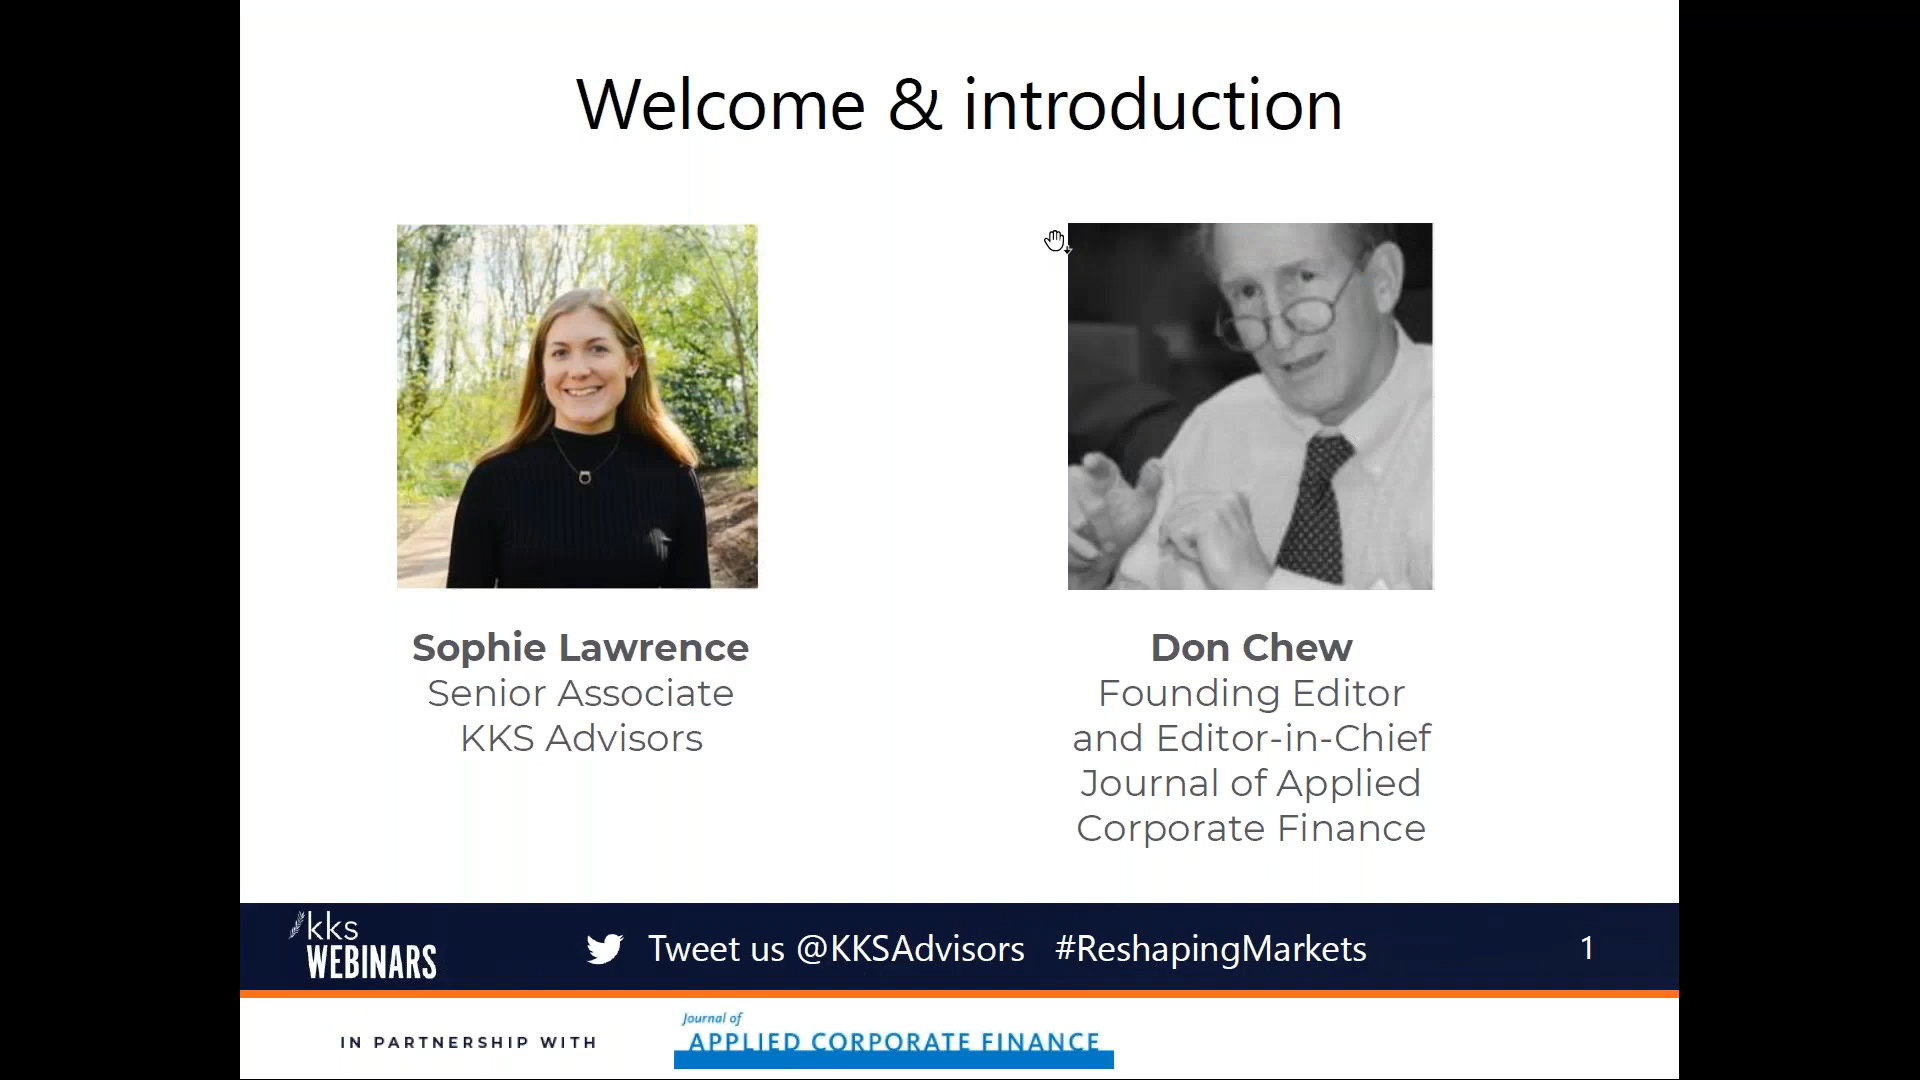 Welcome & introduction
Sophie Lawrence
Senior Associate
KKS Advisors
Don Chew
Founding Editor
and Editor-in-Chief
Journal of Applied
Corporate Finance
kks
WEBINARS
Tweet us @KKSAdvisors #ReshapingMarkets
1
IN PARTNERSHIP WITH
Journal of
APPLIED CORPORATE FINANCE